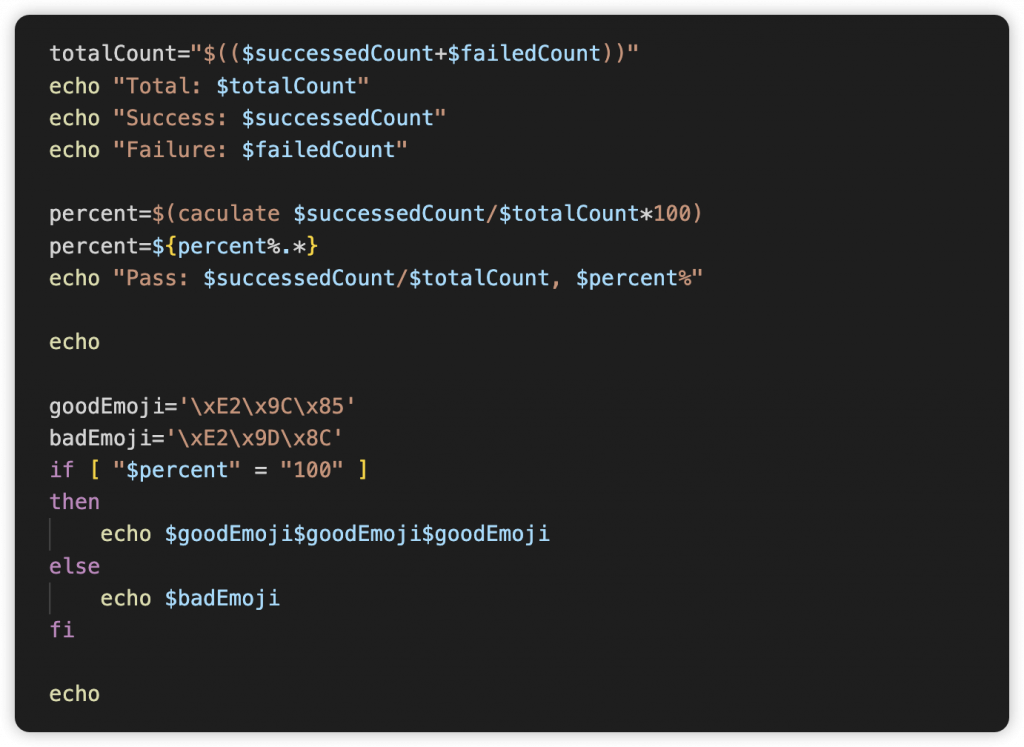 totalCount="$(($successedCount+$failedCount))"
echo "Total: $totalCount"
echo "Success: $successedCount"
echo "Failure: $failedCount"
percent=$(caculate $successedCount/$totalCount*100)
percent=${percent%.*}
echo "Pass: $successedCount/$totalCount, $percent%"
echo
goodEmoji='\xE2\x9C\x85'
badEmoji='\xE2\x9D\x8C'
if [ "$percent" = "100" ]
then
    echo $goodEmoji$goodEmoji$goodEmoji
else
    echo $badEmoji
fi
echo